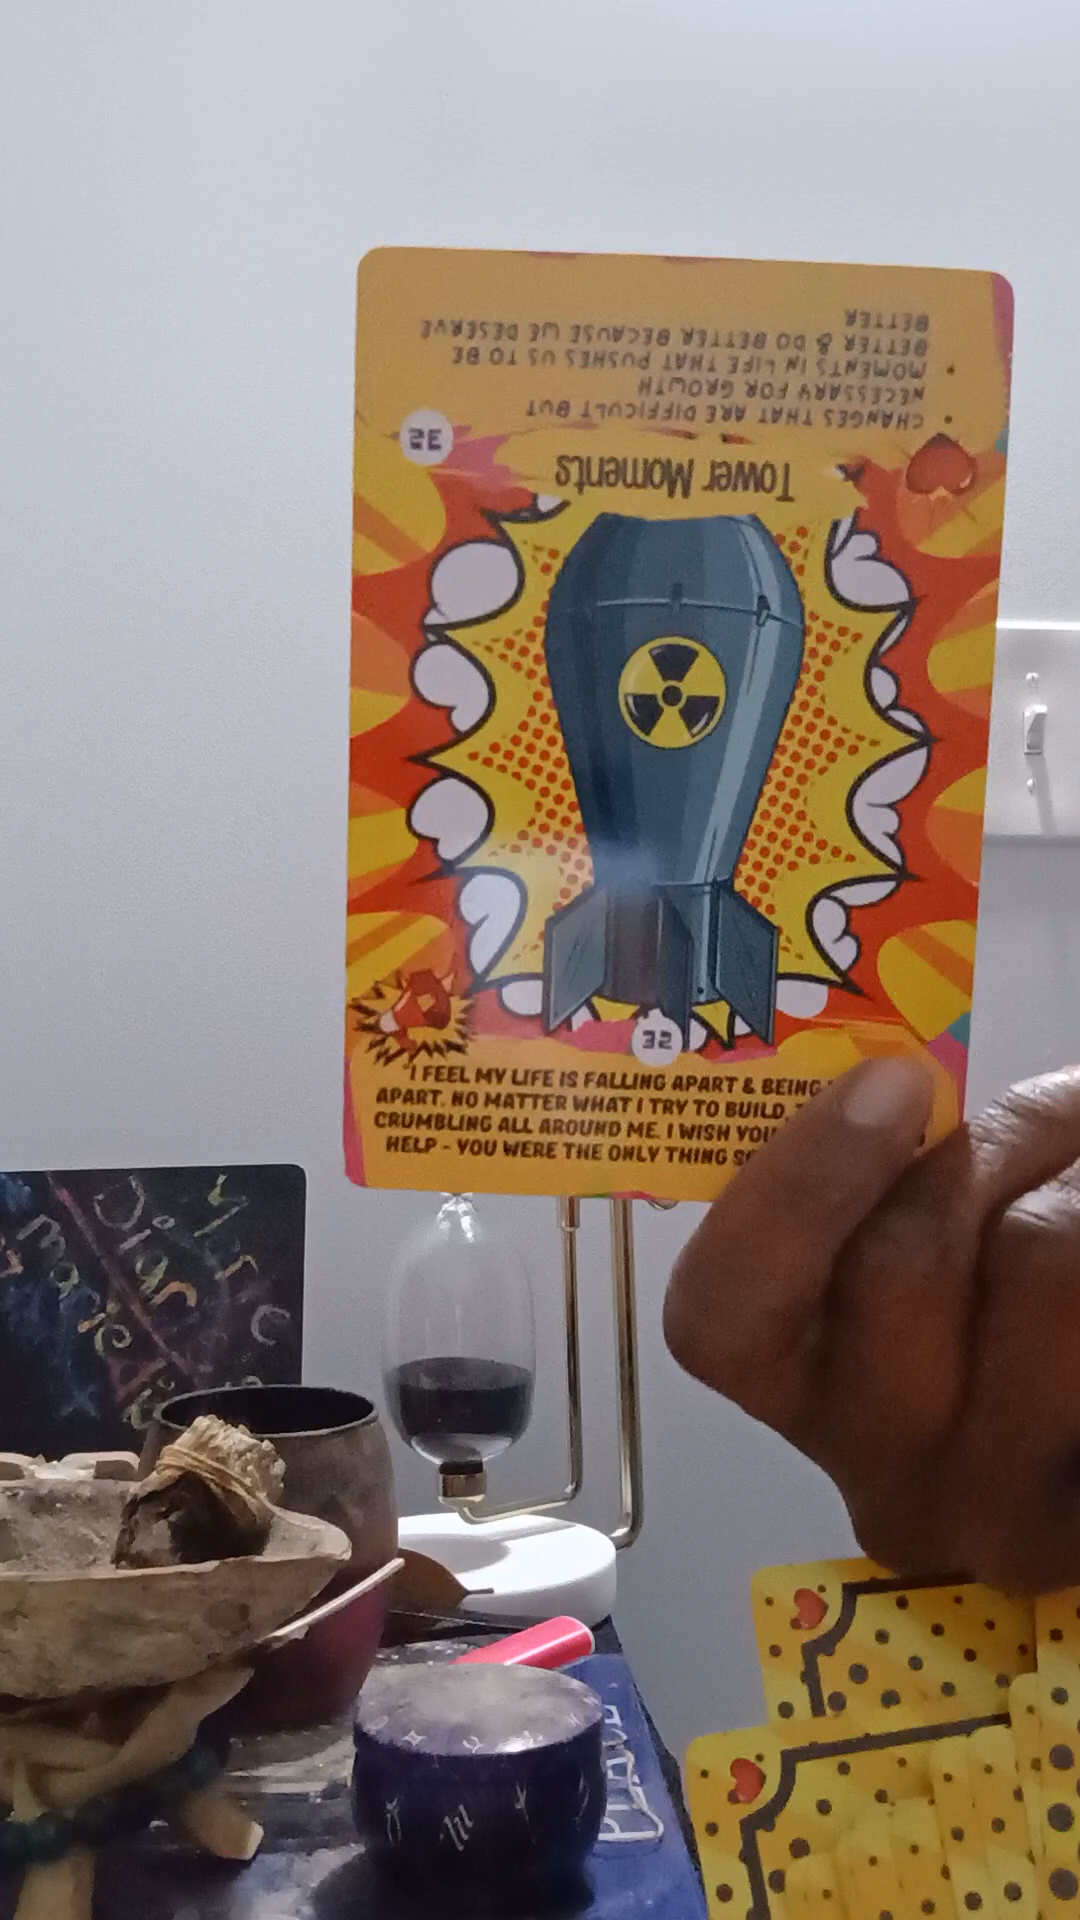 • CHANGES THAT ARE DIFFICULT BUT
NECESSARY FOR GROWTH
• MOMENTS IN LIFE THAT PUSHES US TO BE
BETTER & DO BETTER BECAUSE WE DESERVE
BETTER
32
Tower Moments
32
"I FEEL MY LIFE IS FALLING APART & BEING
APART. NO MATTER WHAT I TRY TO BUILD,
CRUMBLING ALL AROUND ME. I WISH YOU
HELP - YOU WERE THE ONLY THING